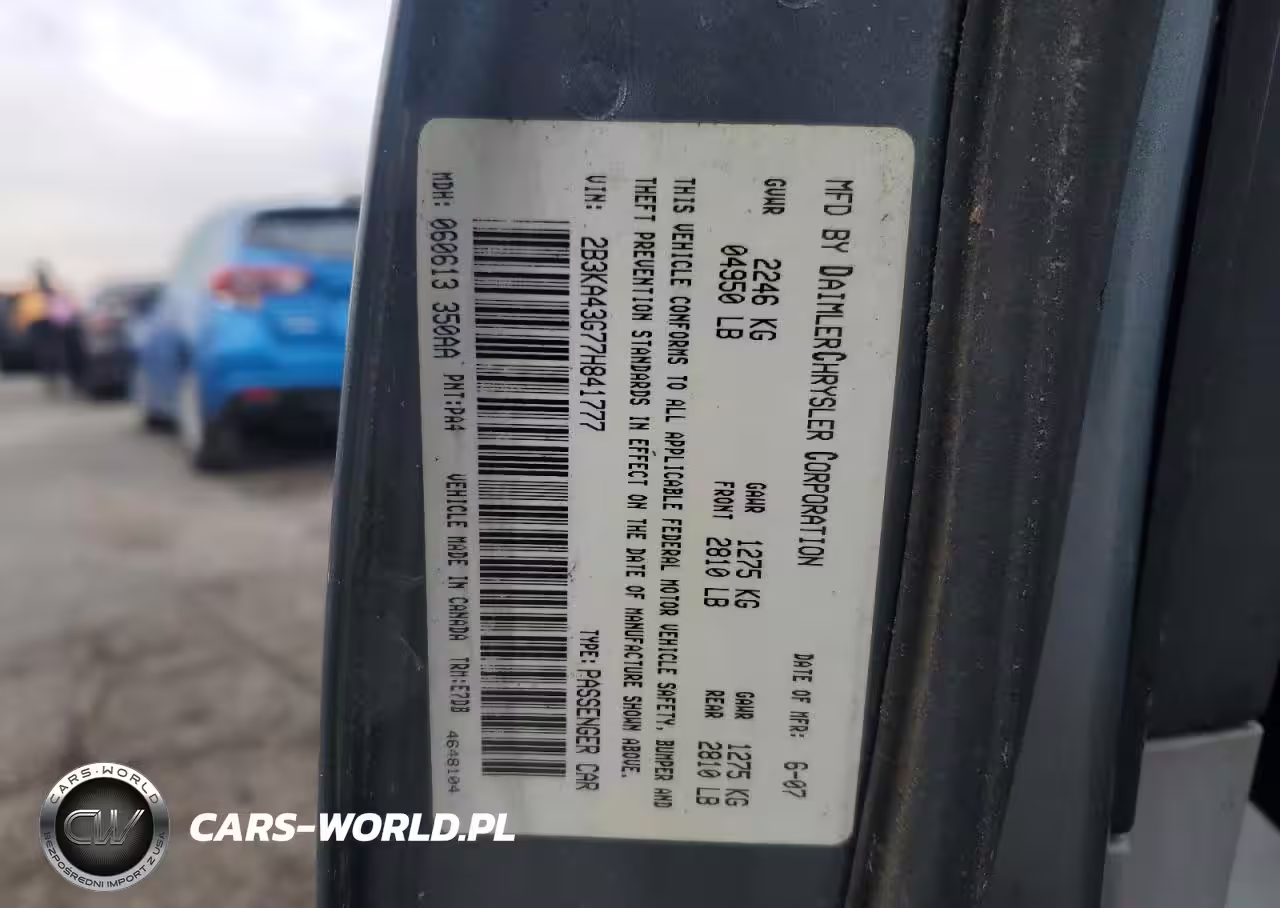 MFD BY DAIMLERCHRYSLER CORPORATION DATE OF MFR: 6-07
GVWR 2246 KG GAWR 1275 KG GAWR 1275 KG
04950 LB FRONT 2810 LB REAR 2810 LB
THIS VEHICLE CONFORMS TO ALL APPLICABLE FEDERAL MOTOR VEHICLE SAFETY, BUMPER AND
THEFT PREVENTION STANDARDS IN EFFECT ON THE DATE OF MANUFACTURE SHOWN ABOVE.
VIN: 2B3KA43G77H841777 TYPE: PASSENGER CAR
MDH: 060613 350AA PNT:PA4 VEHICLE MADE IN CANADA TRM:E7DB 4648104
CARS-WORLD
CW
BEZPOŚREDNI IMPORT Z USA
CARS-WORLD.PL